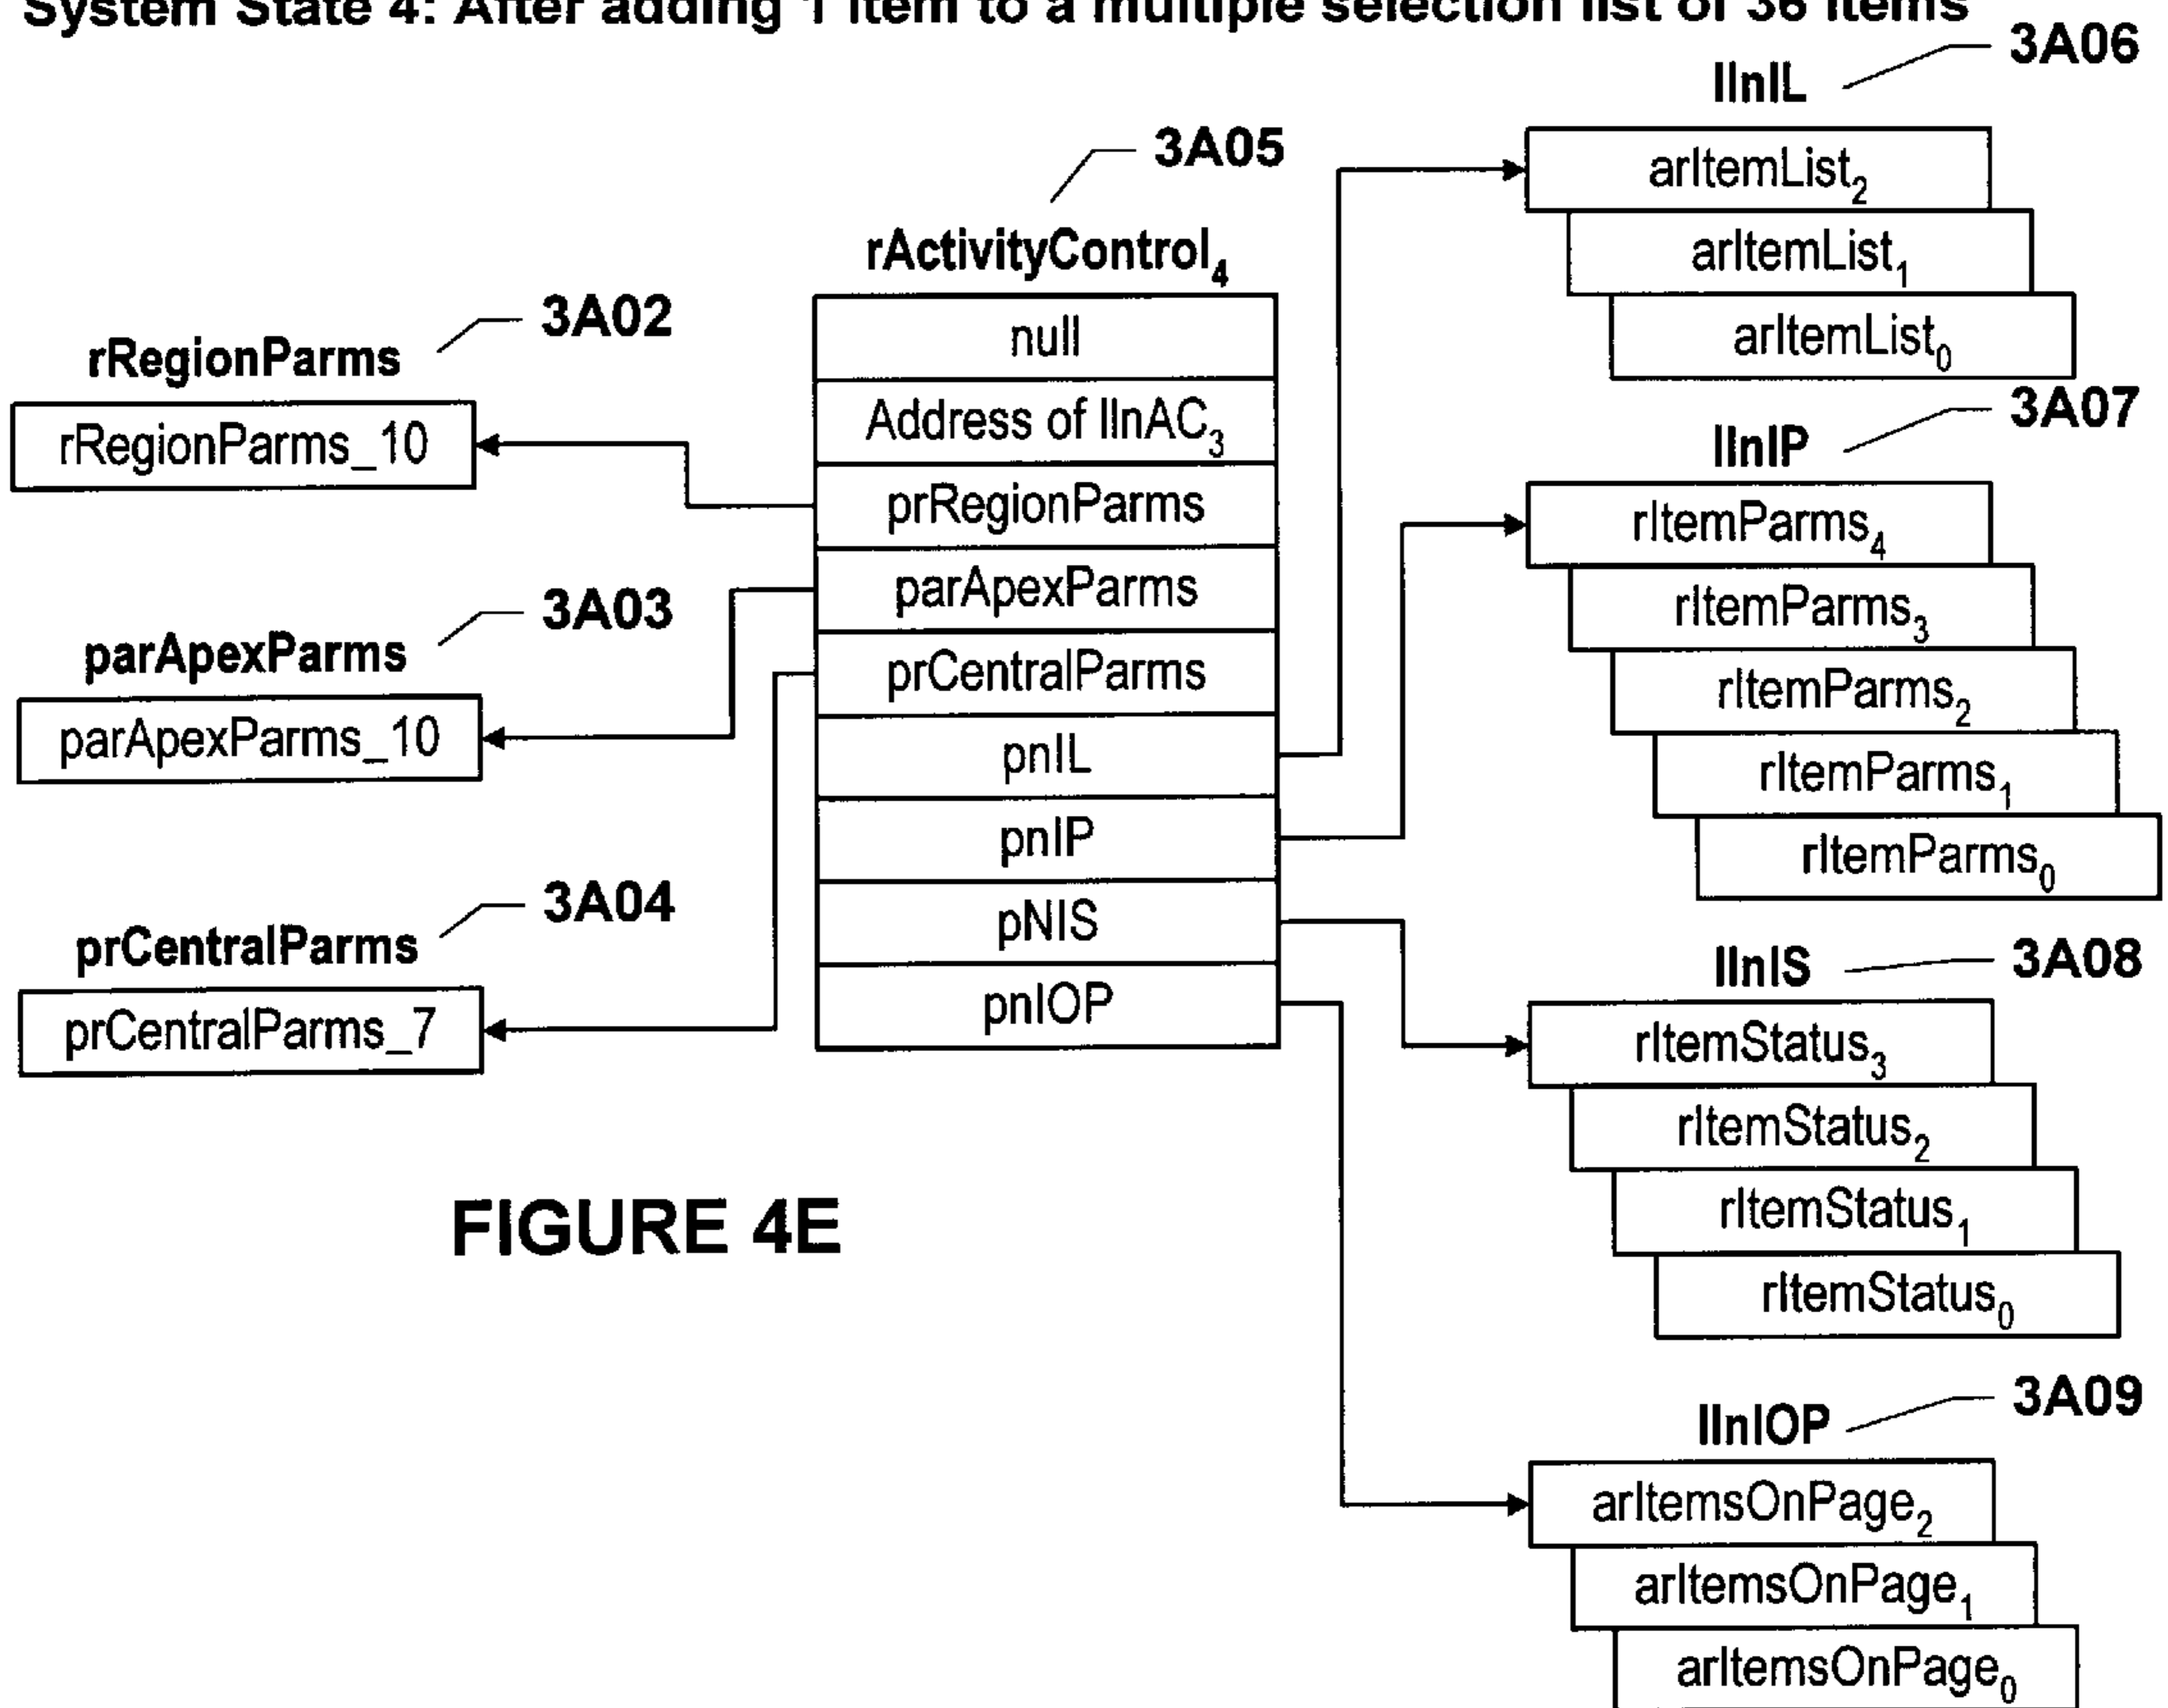 System State 4: After adding 1 item to a multiple selection list of 36 items
3A06
llnIL
arItemList2
arItemList1
arItemList0
3A05
rActivityControl4
null
Address of llnAC3
prRegionParms
parApexParms
prCentralParms
pnIL
pnIP
pNIS
pnIOP
3A02
rRegionParms
rRegionParms_10
3A03
parApexParms
parApexParms_10
3A04
prCentralParms
prCentralParms_7
3A07
llnIP
rItemParms4
rItemParms3
rItemParms2
rItemParms1
rItemParms0
3A08
llnIS
rItemStatus3
rItemStatus2
rItemStatus1
rItemStatus0
3A09
llnIOP
arItemsOnPage2
arItemsOnPage1
arItemsOnPage0
FIGURE 4E